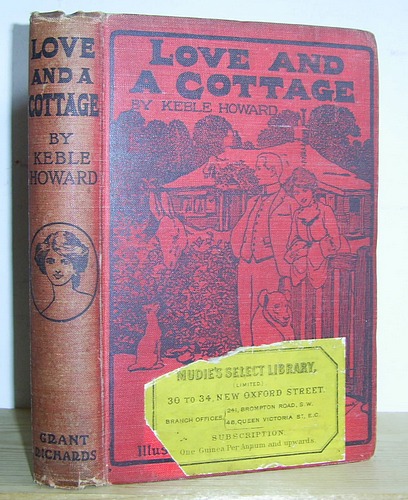 LOVE
AND A
COTTAGE
BY
KEBLE
HOWARD
GRANT
RICHARDS
LOVE AND
A COTTAGE
BY KEBLE HOWARD
MUDIE'S SELECT LIBRARY,
(LIMITED.)
30 TO 34, NEW OXFORD STREET.
BRANCH OFFICES,
241, BROMPTON ROAD, S.W.
48, QUEEN VICTORIA ST., E.C.
SUBSCRIPTION.
One Guinea Per Annum and upwards.
Illus